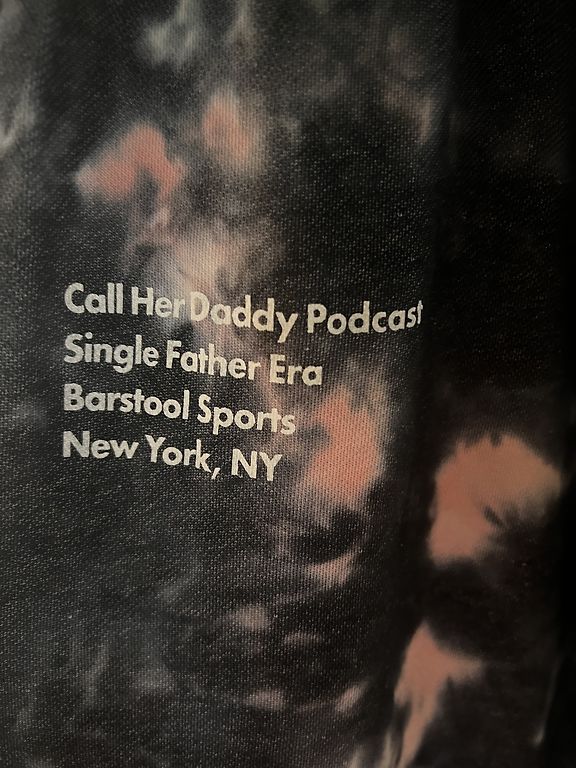 Call Her Daddy Podcast
Single Father Era
Barstool Sports
New York, NY